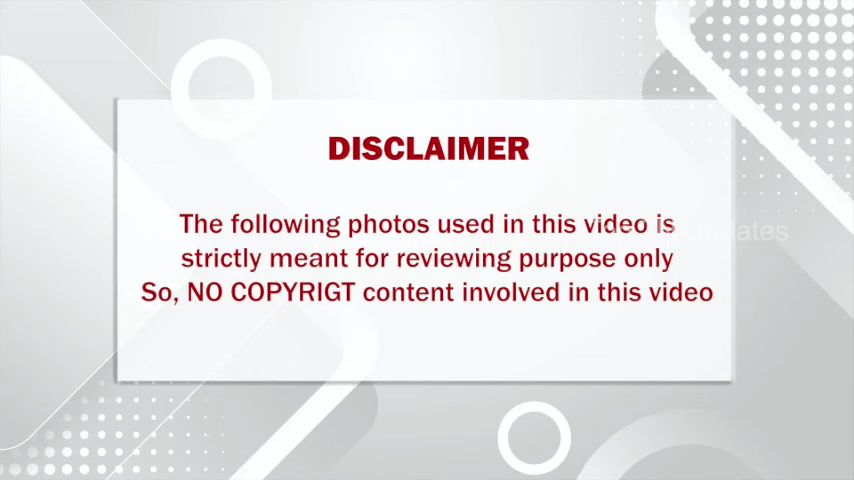 DISCLAIMER
The following photos used in this video is
strictly meant for reviewing purpose only
So, NO COPYRIGT content involved in this video